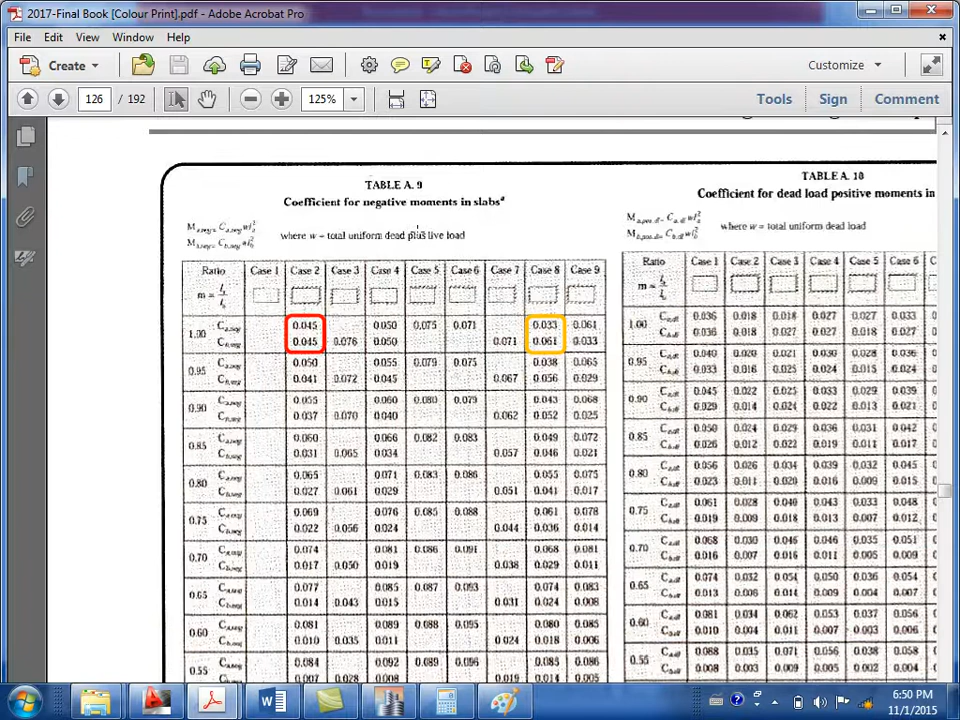 2017-Final Book [Colour Print].pdf - Adobe Acrobat Pro
File Edit View Window Help
Create Customize
126 / 192 125% Tools Sign Comment
TABLE A. 9
Coefficient for negative moments in slabs
where w = total uniform dead plus live load
Ratio Case 1 Case 2 Case 3 Case 4 Case 5 Case 6 Case 7 Case 8 Case 9
m =
1.00 0.045 0.050 0.075 0.071 0.033 0.061
0.045 0.076 0.050 0.071 0.061 0.033
0.95 0.050 0.055 0.079 0.075 0.038 0.065
0.041 0.072 0.045 0.067 0.056 0.029
0.90 0.055 0.060 0.080 0.079 0.043 0.068
0.037 0.070 0.040 0.062 0.052 0.025
0.85 0.060 0.066 0.082 0.083 0.049 0.072
0.031 0.065 0.034 0.057 0.046 0.021
0.80 0.065 0.071 0.083 0.086 0.055 0.075
0.027 0.061 0.029 0.051 0.041 0.017
0.75 0.069 0.076 0.085 0.088 0.061 0.078
0.022 0.056 0.024 0.044 0.036 0.014
0.70 0.074 0.081 0.086 0.091 0.068 0.081
0.017 0.050 0.019 0.038 0.029 0.011
0.65 0.077 0.085 0.087 0.093 0.074 0.083
0.014 0.043 0.015 0.031 0.024 0.008
0.60 0.081 0.089 0.088 0.095 0.080 0.085
0.010 0.035 0.011 0.024 0.018 0.006
0.55 0.084 0.092 0.089 0.096 0.085 0.086
0.007 0.028 0.008 0.019 0.014
TABLE A. 10
Coefficient for dead load positive moments in
where w = total uniform dead load
Ratio Case 1 Case 2 Case 3 Case 4 Case 5 Case 6
m =
1.00 0.036 0.018 0.018 0.027 0.027 0.033
0.036 0.018 0.027 0.027 0.018 0.027
0.95 0.040 0.020 0.021 0.030 0.028 0.036
0.033 0.016 0.025 0.024 0.015 0.024
0.90 0.045 0.022 0.025 0.033 0.029 0.039
0.029 0.014 0.024 0.022 0.013 0.021
0.85 0.050 0.024 0.029 0.036 0.031 0.042
0.026 0.012 0.022 0.019 0.011 0.017
0.80 0.056 0.026 0.034 0.039 0.032 0.045
0.023 0.011 0.020 0.016 0.009 0.015
0.75 0.061 0.028 0.040 0.043 0.033 0.048
0.019 0.009 0.018 0.013 0.007 0.012
0.70 0.068 0.030 0.046 0.046 0.035 0.051
0.016 0.007 0.016 0.011 0.005 0.009
0.65 0.074 0.032 0.054 0.050 0.036 0.054
0.013 0.006 0.014 0.009 0.004 0.007
0.60 0.081 0.034 0.062 0.053 0.037 0.056
0.010 0.004 0.011 0.007 0.003 0.006
0.55 0.088 0.035 0.071 0.056 0.038 0.058
0.008 0.003 0.009 0.005 0.002 0.004
6:50 PM
11/1/2015